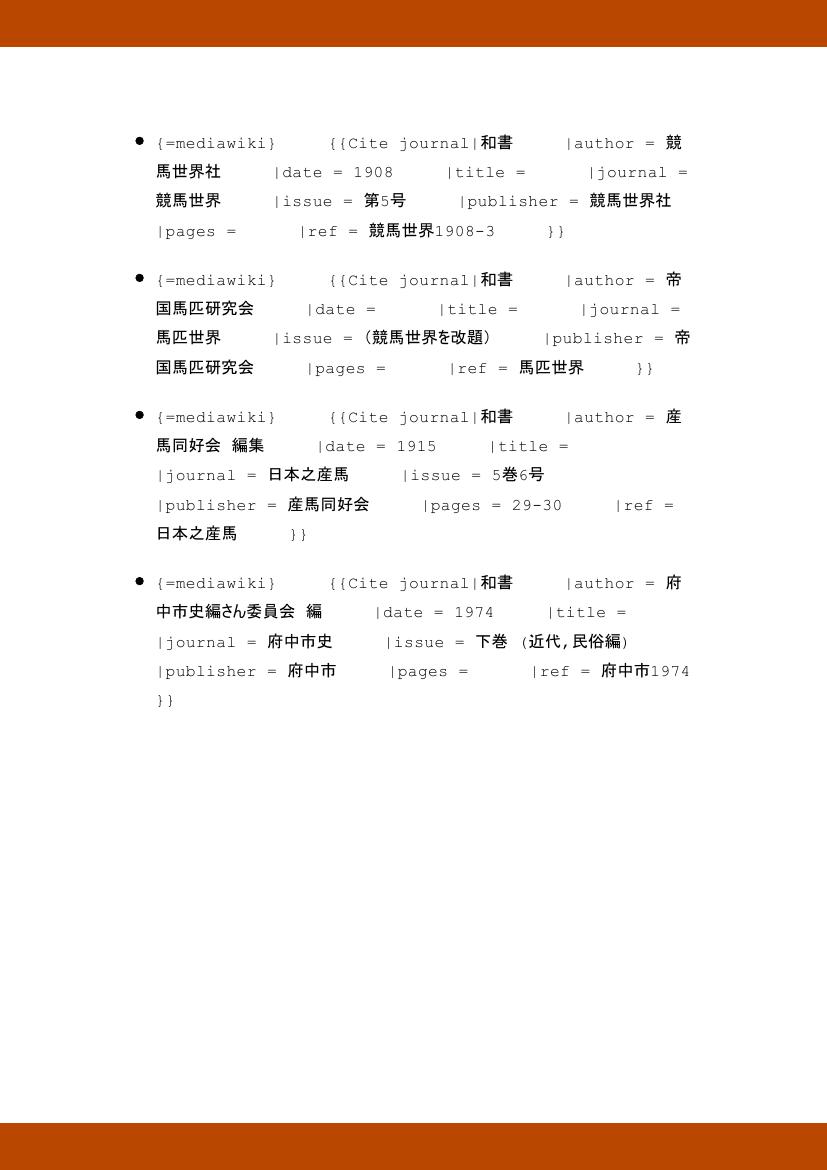 ● {=mediawiki} {{Cite journal|和書 |author = 競
馬世界社 |date = 1908 |title = |journal =
競馬世界 |issue = 第5号 |publisher = 競馬世界社
|pages = |ref = 競馬世界1908-3 }}
● {=mediawiki} {{Cite journal|和書 |author = 帝
国馬匹研究会 |date = |title = |journal =
馬匹世界 |issue = （競馬世界を改題） |publisher = 帝
国馬匹研究会 |pages = |ref = 馬匹世界 }}
● {=mediawiki} {{Cite journal|和書 |author = 産
馬同好会 編集 |date = 1915 |title =
|journal = 日本之産馬 |issue = 5巻6号
|publisher = 産馬同好会 |pages = 29-30 |ref =
日本之産馬 }}
● {=mediawiki} {{Cite journal|和書 |author = 府
中市史編さん委員会 編 |date = 1974 |title =
|journal = 府中市史 |issue = 下巻 (近代,民俗編)
|publisher = 府中市 |pages = |ref = 府中市1974
}}